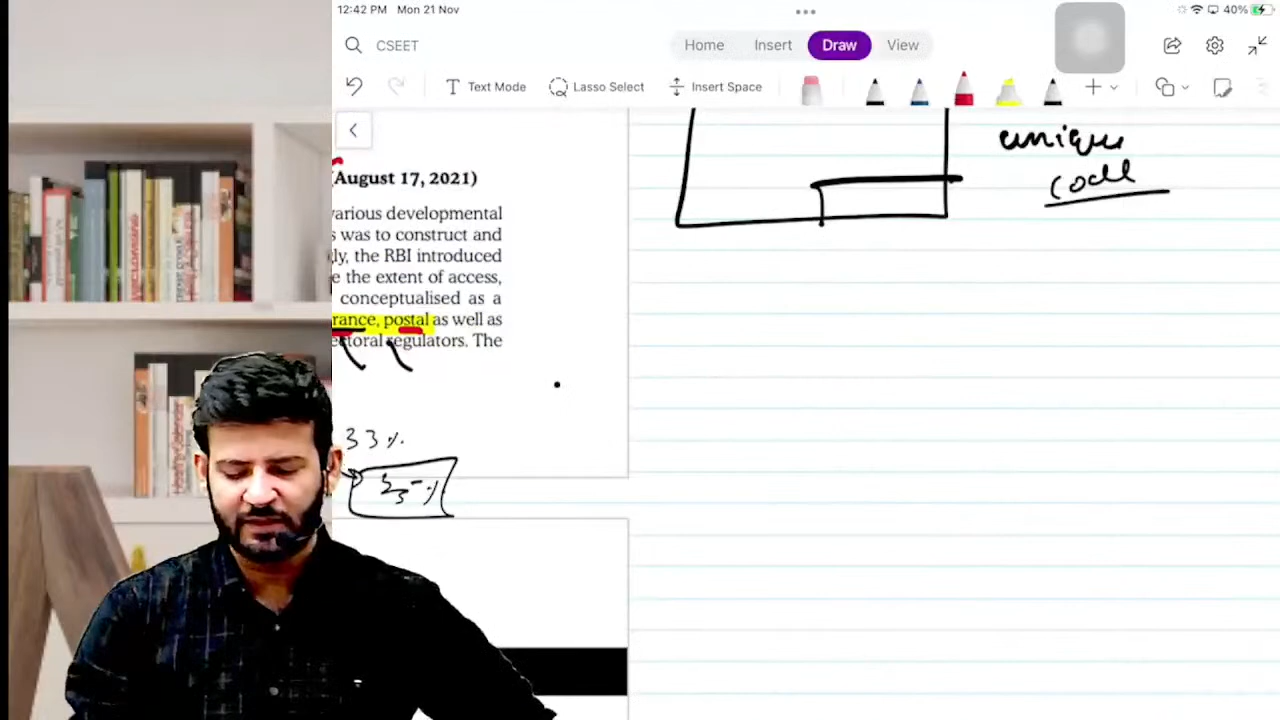 12:42 PM Mon 21 Nov
40%
CSEET
Home Insert Draw View
Text Mode Lasso Select Insert Space
(August 17, 2021)
various developmental
s was to construct and
ly, the RBI introduced
e the extent of access,
conceptualised as a
rance, postal as well as
ectoral regulators. The
33%
unique
code